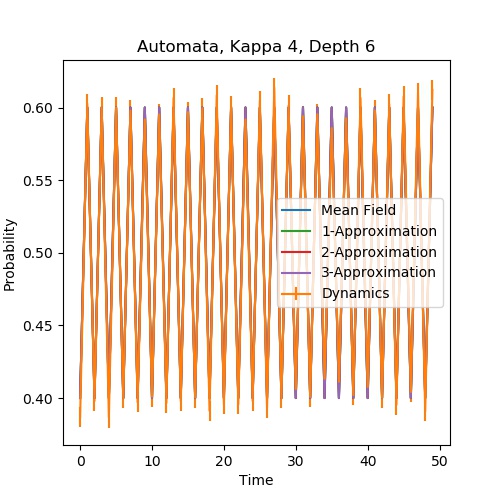 Automata, Kappa 4, Depth 6
Probability
0.60
0.55
0.50
0.45
0.40
Mean Field
1-Approximation
2-Approximation
3-Approximation
Dynamics
0
10
20
30
40
50
Time